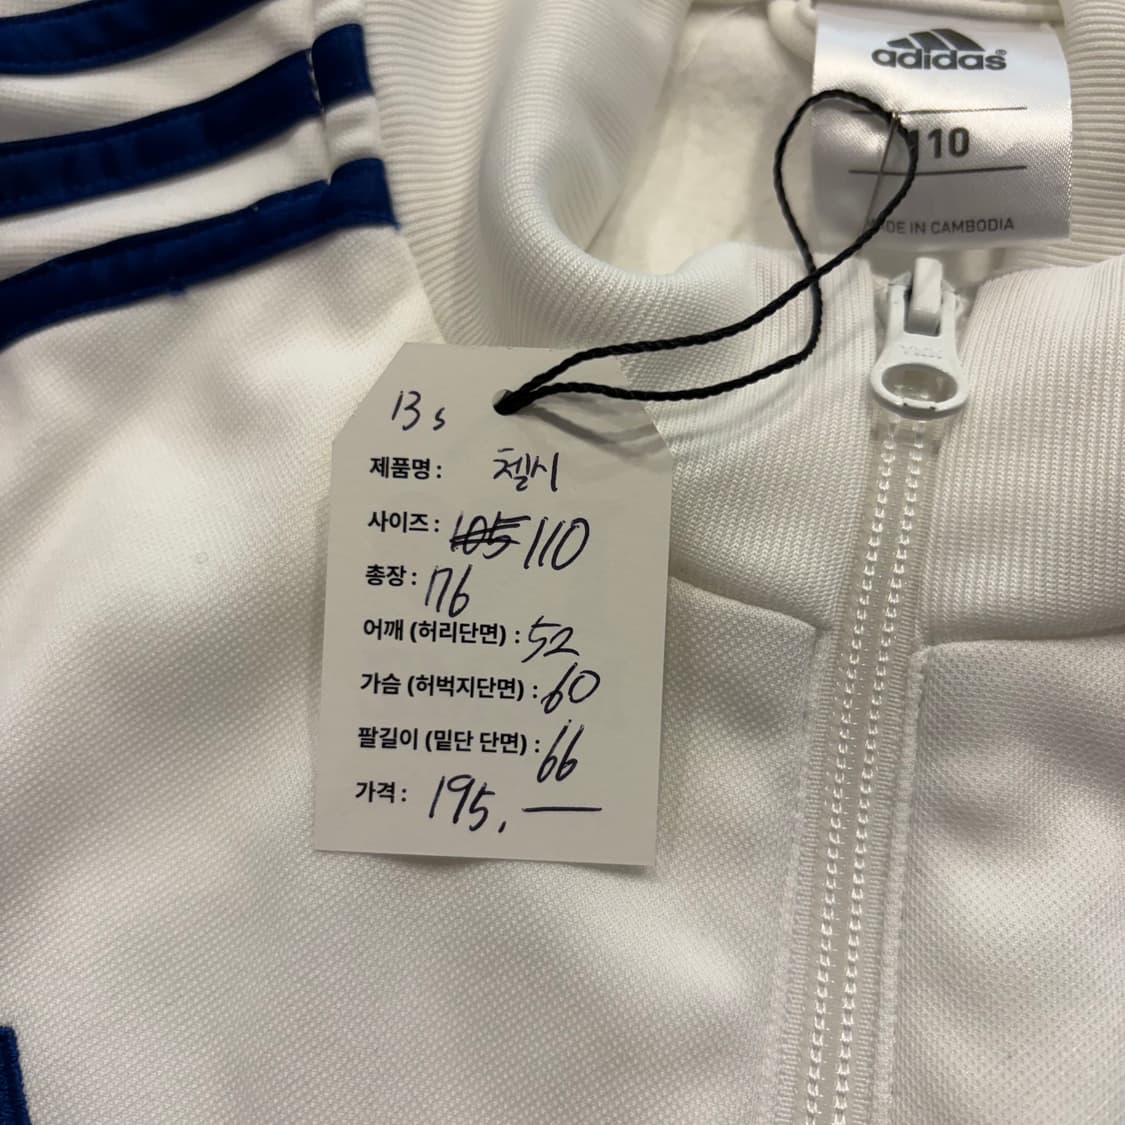 adidas
110
MADE IN CAMBODIA
YKK
13 s
제품명 : 첼시
사이즈 : 105 110
총장 : 76
어깨 (허리단면) : 52
가슴 (허벅지단면) : 60
팔길이 (밑단 단면) : 66
가격 : 195,—